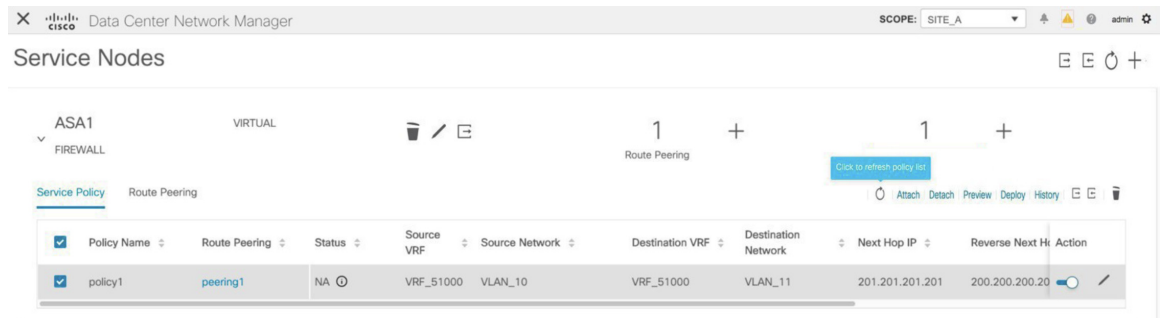 CISCO Data Center Network Manager SCOPE: SITE_A admin
Service Nodes
ASA1 VIRTUAL 1 1
FIREWALL Route Peering
Click to refresh policy list
Service Policy Route Peering Attach Detach Preview Deploy History
Policy Name Route Peering Status Source VRF Source Network Destination VRF Destination Network Next Hop IP Reverse Next Action
policy1 peering1 NA VRF_51000 VLAN_10 VRF_51000 VLAN_11 201.201.201.201 200.200.200.20